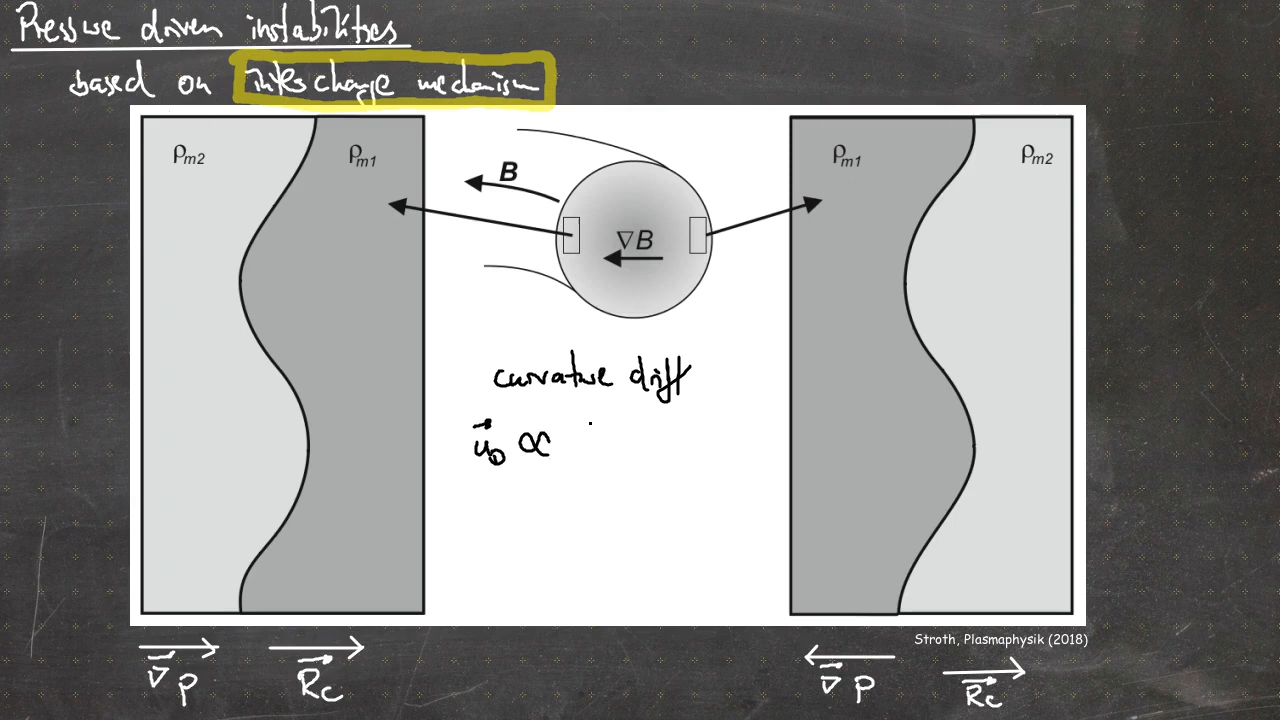 Pressure driven instabilities
based on interchange mechanism
ρm2 ρm1
B
∇B
ρm1 ρm2
curvature drift
u⃗D ∝
Stroth, Plasmaphysik (2018)
∇⃗p R⃗c
∇⃗p R⃗c